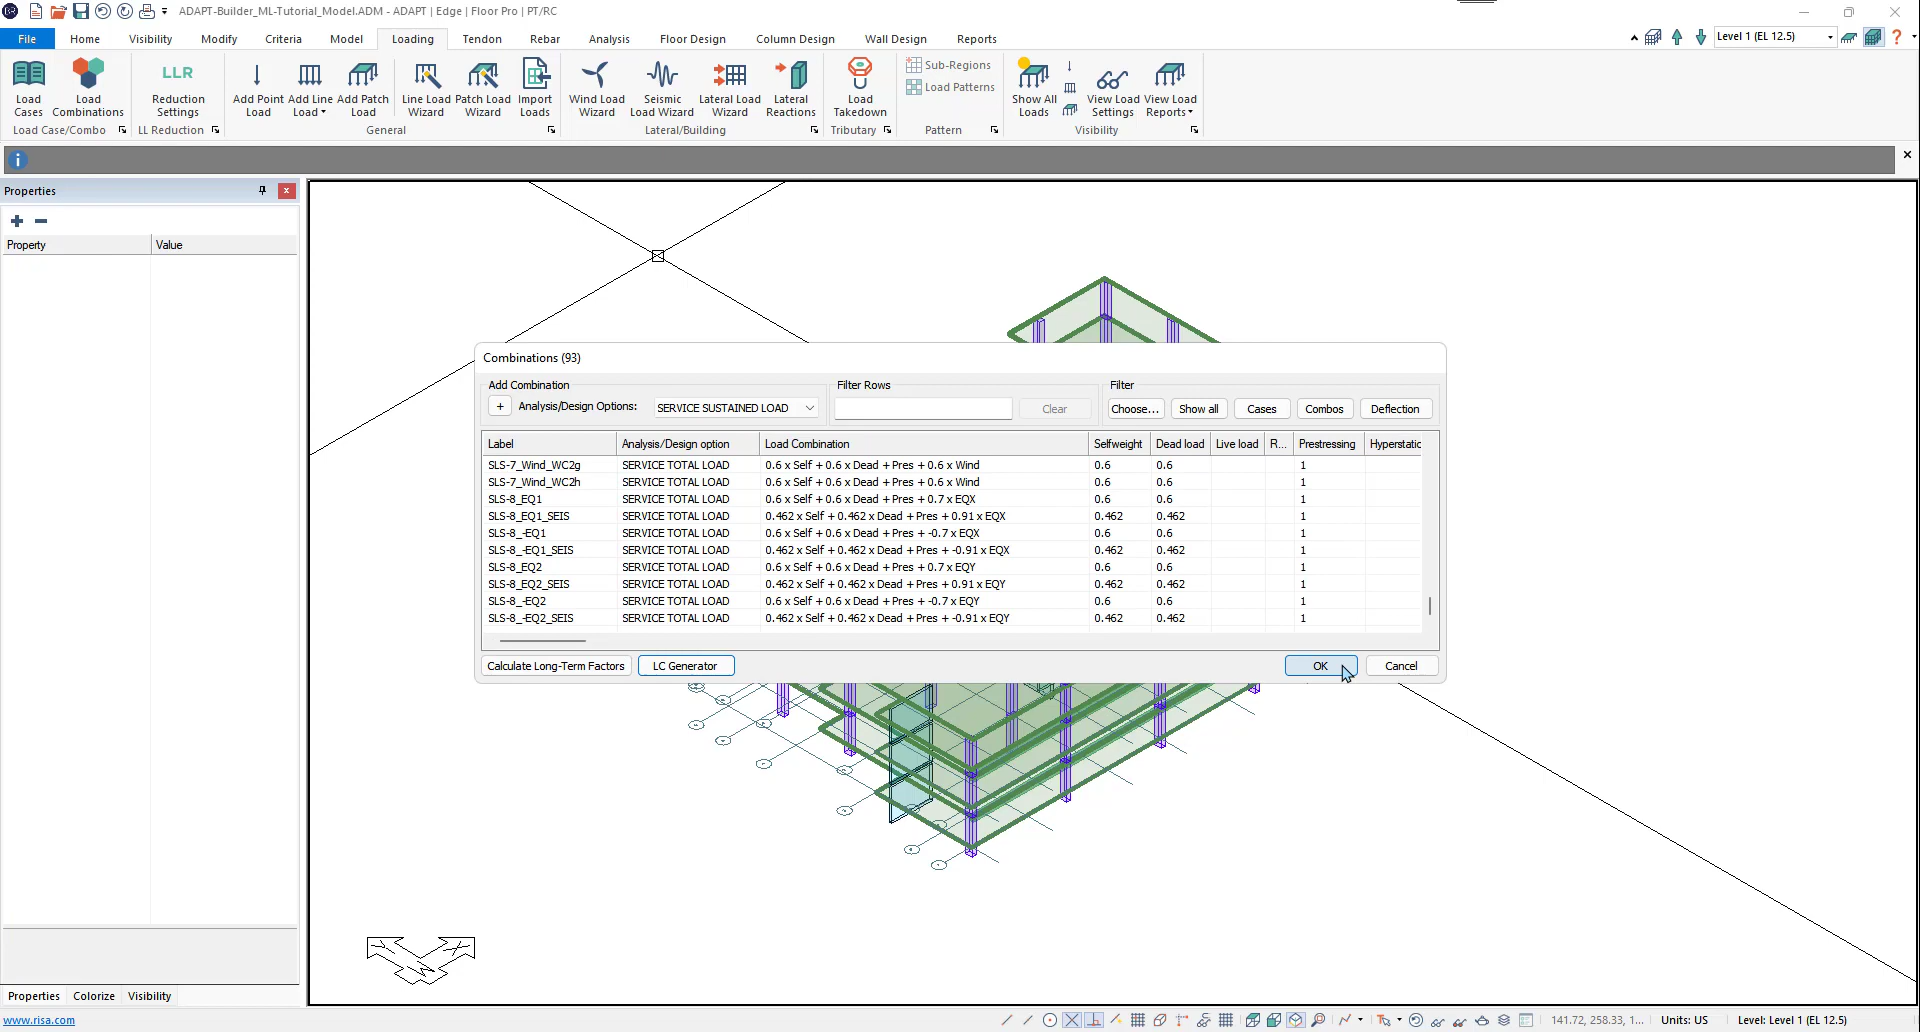 ADAPT-Builder_ML-Tutorial_Model.ADM - ADAPT | Edge | Floor Pro | PT/RC
File Home Visibility Modify Criteria Model Loading Tendon Rebar Analysis Floor Design Column Design Wall Design Reports Level 1 (EL 12.5)
LLR Sub-Regions
Load Patterns
Load Load Reduction Add Point Add Line Add Patch Line Load Patch Load Import Wind Load Seismic Lateral Load Lateral Load Show All View Load View Load
Cases Combinations Settings Load Load Load Wizard Wizard Loads Wizard Load Wizard Wizard Reactions Takedown Loads Settings Reports
Load Case/Combo LL Reduction General Lateral/Building Tributary Pattern Visibility
Properties
Property Value
Combinations (93)
Add Combination Filter Rows Filter
+ Analysis/Design Options: SERVICE SUSTAINED LOAD Clear Choose... Show all Cases Combos Deflection
Label Analysis/Design option Load Combination Selfweight Dead load Live load R... Prestressing Hyperstatic
SLS-7_Wind_WC2g SERVICE TOTAL LOAD 0.6 x Self + 0.6 x Dead + Pres + 0.6 x Wind 0.6 0.6 1
SLS-7_Wind_WC2h SERVICE TOTAL LOAD 0.6 x Self + 0.6 x Dead + Pres + 0.6 x Wind 0.6 0.6 1
SLS-8_EQ1 SERVICE TOTAL LOAD 0.6 x Self + 0.6 x Dead + Pres + 0.7 x EQX 0.6 0.6 1
SLS-8_EQ1_SEIS SERVICE TOTAL LOAD 0.462 x Self + 0.462 x Dead + Pres + 0.91 x EQX 0.462 0.462 1
SLS-8_-EQ1 SERVICE TOTAL LOAD 0.6 x Self + 0.6 x Dead + Pres + -0.7 x EQX 0.6 0.6 1
SLS-8_-EQ1_SEIS SERVICE TOTAL LOAD 0.462 x Self + 0.462 x Dead + Pres + -0.91 x EQX 0.462 0.462 1
SLS-8_EQ2 SERVICE TOTAL LOAD 0.6 x Self + 0.6 x Dead + Pres + 0.7 x EQY 0.6 0.6 1
SLS-8_EQ2_SEIS SERVICE TOTAL LOAD 0.462 x Self + 0.462 x Dead + Pres + 0.91 x EQY 0.462 0.462 1
SLS-8_-EQ2 SERVICE TOTAL LOAD 0.6 x Self + 0.6 x Dead + Pres + -0.7 x EQY 0.6 0.6 1
SLS-8_-EQ2_SEIS SERVICE TOTAL LOAD 0.462 x Self + 0.462 x Dead + Pres + -0.91 x EQY 0.462 0.462 1
Calculate Long-Term Factors LC Generator OK Cancel
Properties Colorize Visibility
www.risa.com 141.72, 258.33, 1... Units: US Level: Level 1 (EL 12.5)